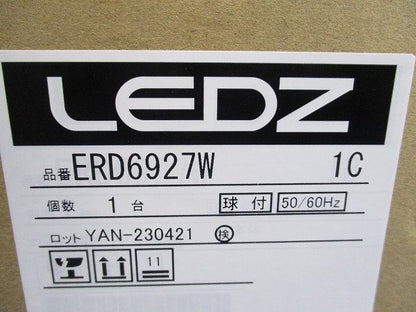 LEDZ
品番 ERD6927W 1C
個数 1 台 球付 50/60Hz
ロット YAN-230421 検
11